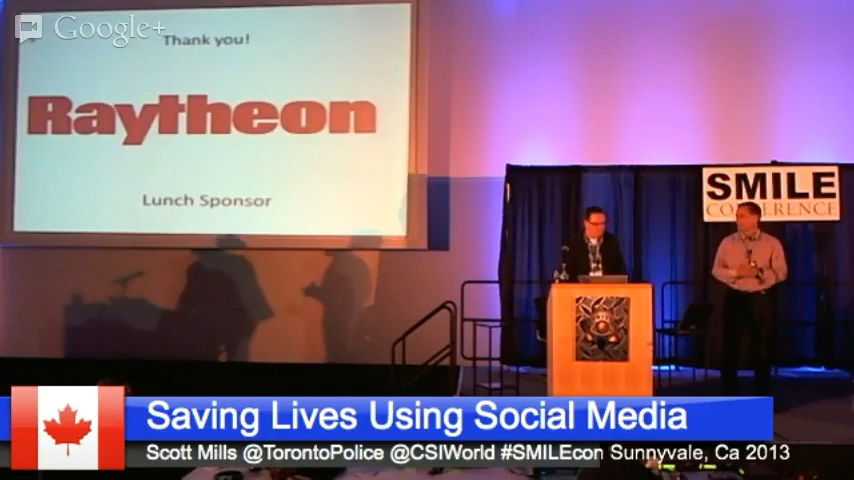 Google+
Thank you!
Raytheon
Lunch Sponsor
SMILE
CONFERENCE
Saving Lives Using Social Media
Scott Mills @TorontoPolice @CSIWorld #SMILEcon Sunnyvale, Ca 2013